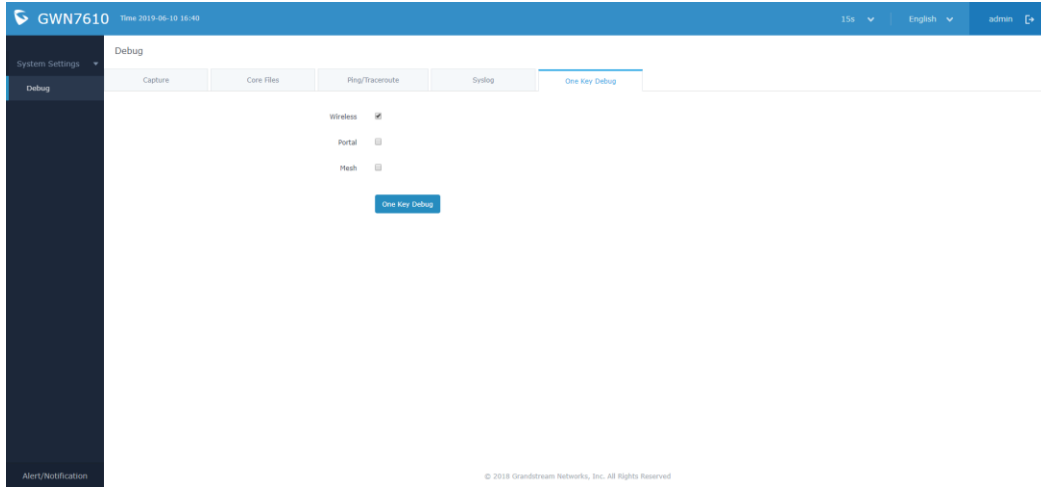 GWN7610 Time 2019-06-10 16:40 15s English admin
System Settings
Debug
Alert/Notification
Debug
Capture Core Files Ping/Traceroute Syslog One Key Debug
Wireless
Portal
Mesh
One Key Debug
© 2018 Grandstream Networks, Inc. All Rights Reserved